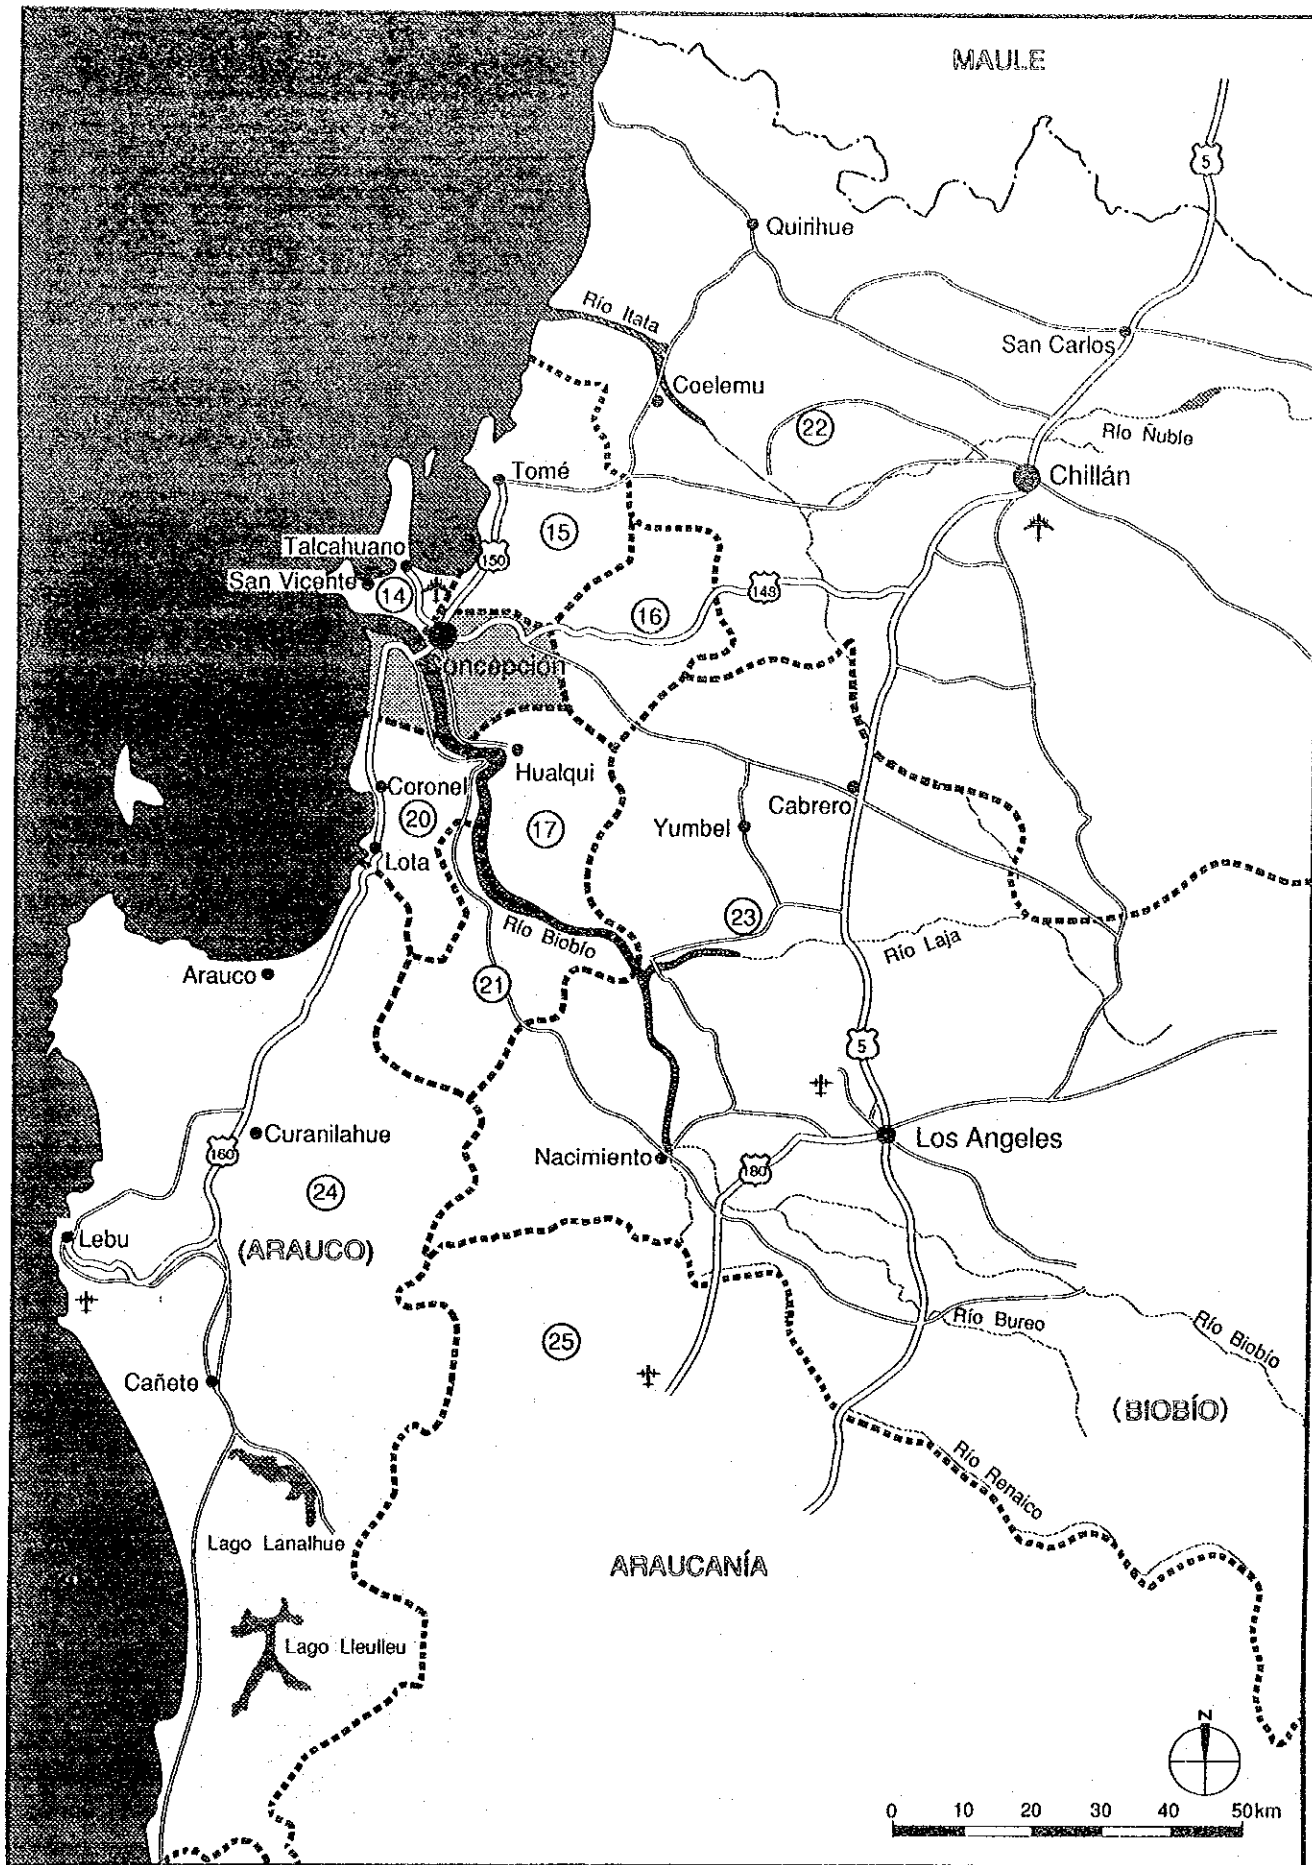 MAULE
5
Quirihue
Río Itata
San Carlos
Coelemu
22
Río Ñuble
Tomé
Chillán
15
Talcahuano
150
San Vicente
14
148
16
Concepción
Hualqui
Coronel
Cabrero
20
17
Yumbel
Lota
23
Río Biobío
Río Laja
Arauco
21
5
Curanilahue
Los Angeles
160
Nacimiento
180
24
Lebu
(ARAUCO)
Río Bureo
Río Biobío
25
Cañete
(BIOBÍO)
Río Renaico
Lago Lanalhue
ARAUCANÍA
Lago Lleulleu
N
0 10 20 30 40 50km